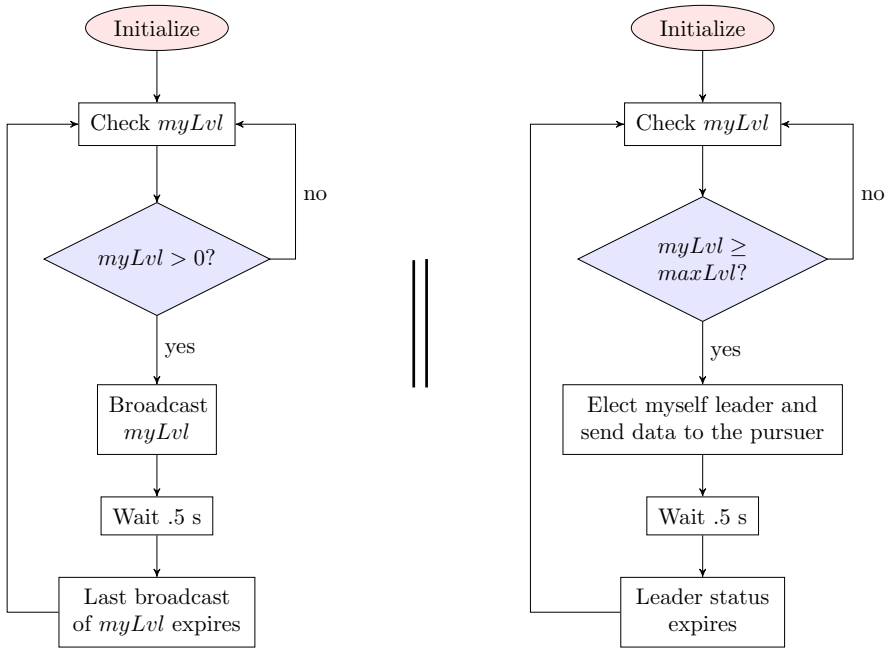 Initialize
Check myLvl
no
myLvl > 0?
yes
Broadcast
myLvl
Wait .5 s
Last broadcast
of myLvl expires
Initialize
Check myLvl
no
myLvl ≥
maxLvl?
yes
Elect myself leader and
send data to the pursuer
Wait .5 s
Leader status
expires